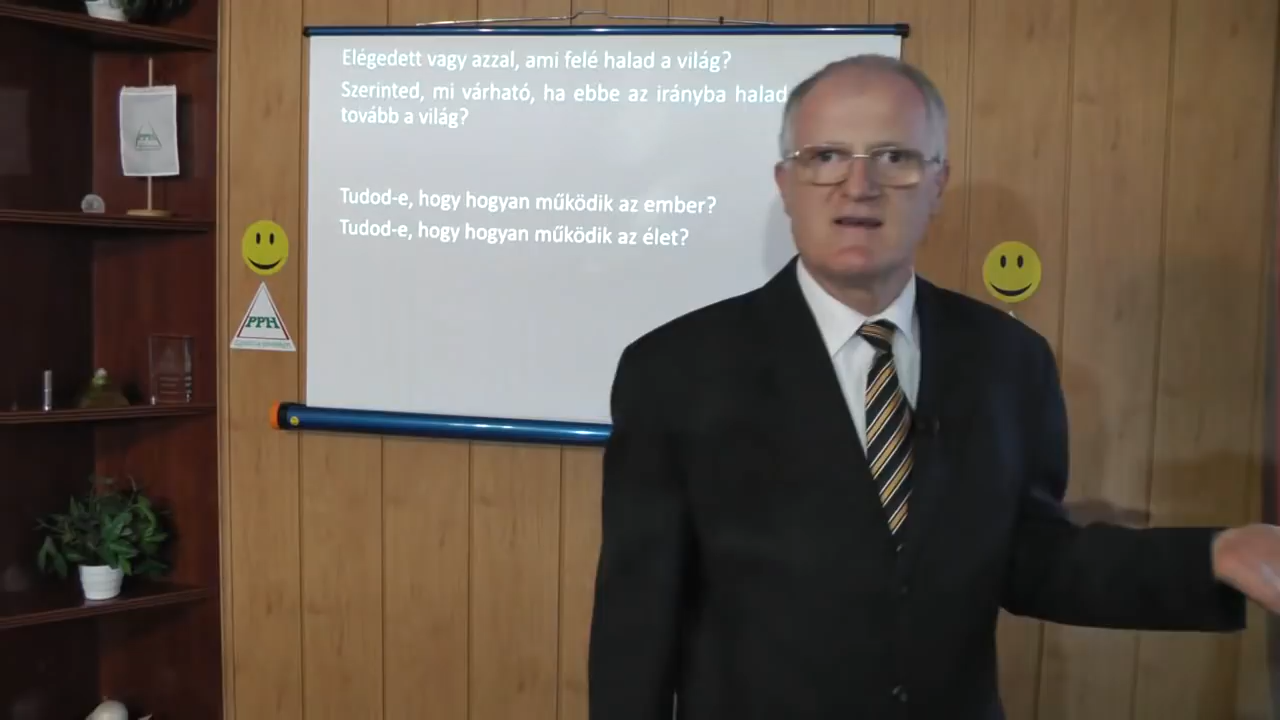 Elégedett vagy azzal, ami felé halad a világ?
Szerinted, mi várható, ha ebbe az irányba halad
tovább a világ?
Tudod-e, hogy hogyan működik az ember?
Tudod-e, hogy hogyan működik az élet?
PPH